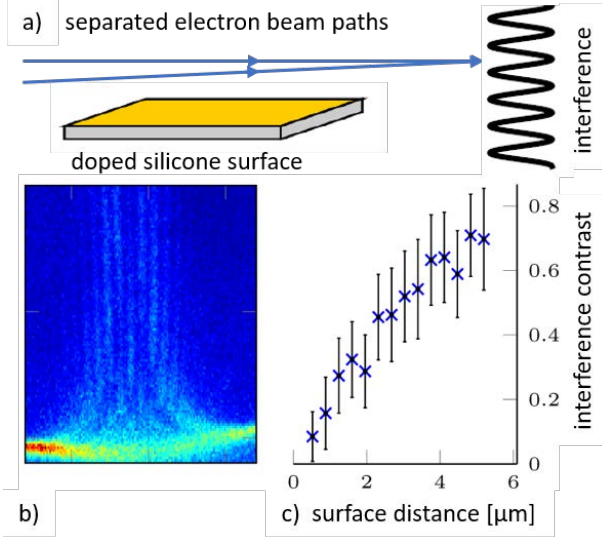 a) separated electron beam paths
doped silicone surface
interference
b)
0.8
0.6
0.4
0.2
0
interference contrast
0 2 4 6
c) surface distance [μm]